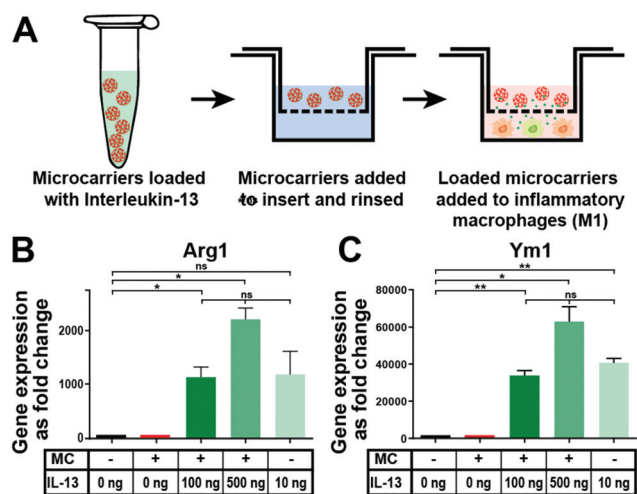 A
Microcarriers loaded
with Interleukin-13
Microcarriers added
to insert and rinsed
Loaded microcarriers
added to inflammatory
macrophages (M1)
B
Arg1
ns
*
*
ns
Gene expression
as fold change
2000
1000
0
MC - + + + -
IL-13 0 ng 0 ng 100 ng 500 ng 10 ng
C
Ym1
**
*
**
ns
Gene expression
as fold change
80000
60000
40000
20000
0
MC - + + + -
IL-13 0 ng 0 ng 100 ng 500 ng 10 ng